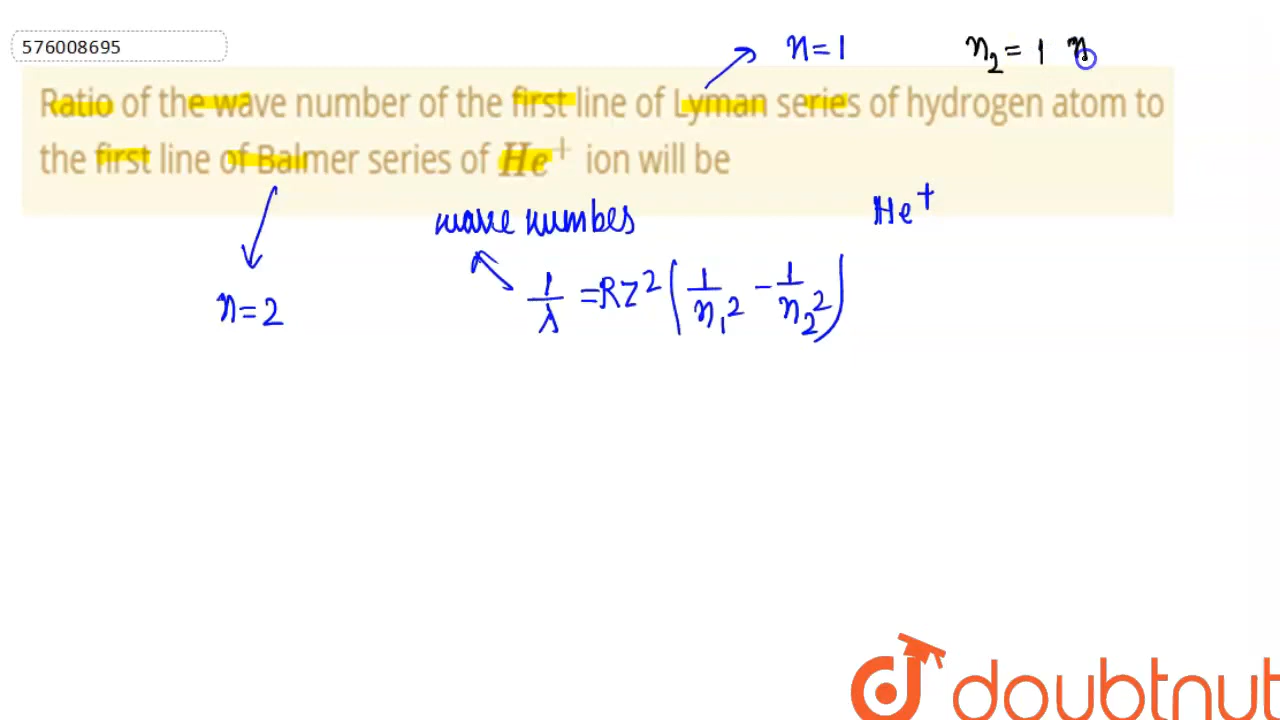 576008695
n=1 n₂= 1 n
Ratio of the wave number of the first line of Lyman series of hydrogen atom to
the first line of Balmer series of He⁺ ion will be
He⁺
wave number
1/λ =RZ²(1/n₁² - 1/n₂²)
n=2
doubtnut